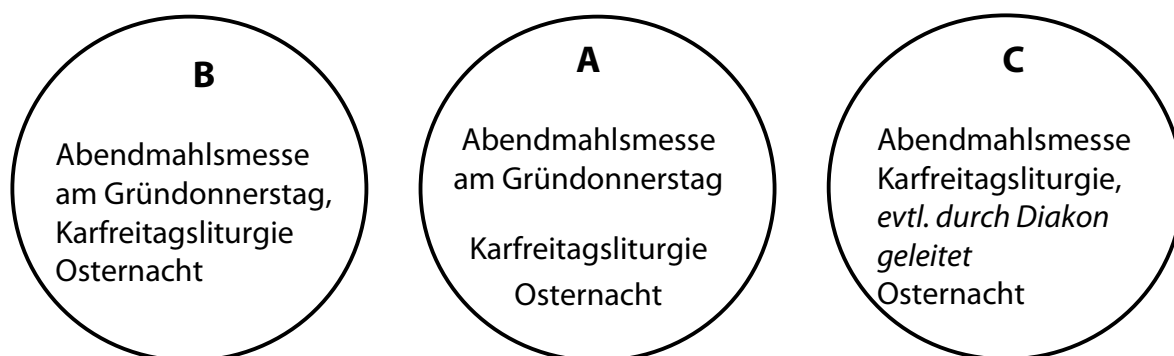 B
Abendmahlsmesse
am Gründonnerstag,
Karfreitagsliturgie
Osternacht
A
Abendmahlsmesse
am Gründonnerstag
Karfreitagsliturgie
Osternacht
C
Abendmahlsmesse
Karfreitagsliturgie,
evtl. durch Diakon
geleitet
Osternacht